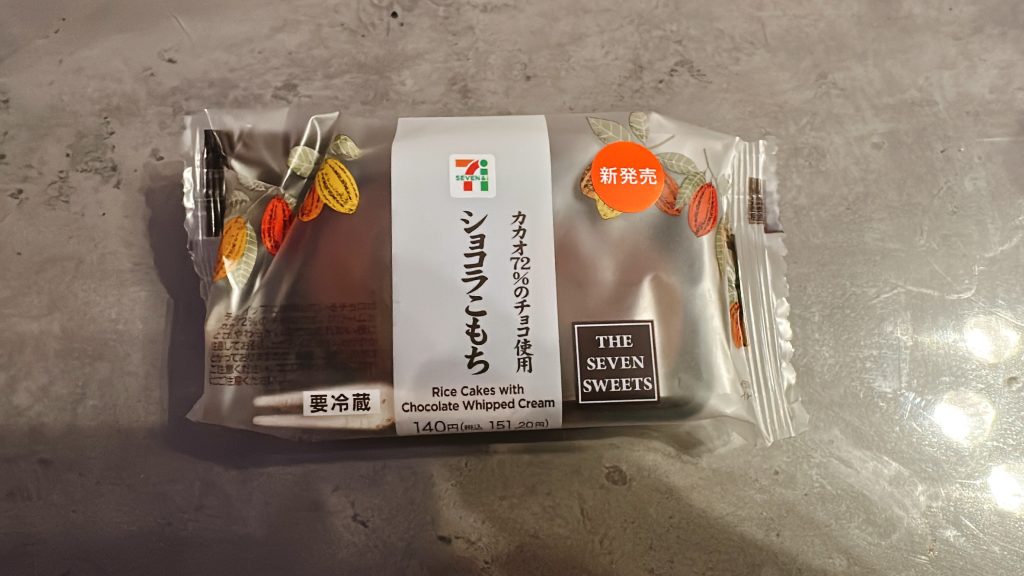 SEVEN & i
新発売
カカオ72%のチョコ使用
ショコラこもち
Rice Cakes with
Chocolate Whipped Cream
140円(税込 151.20円)
要冷蔵
THE
SEVEN
SWEETS